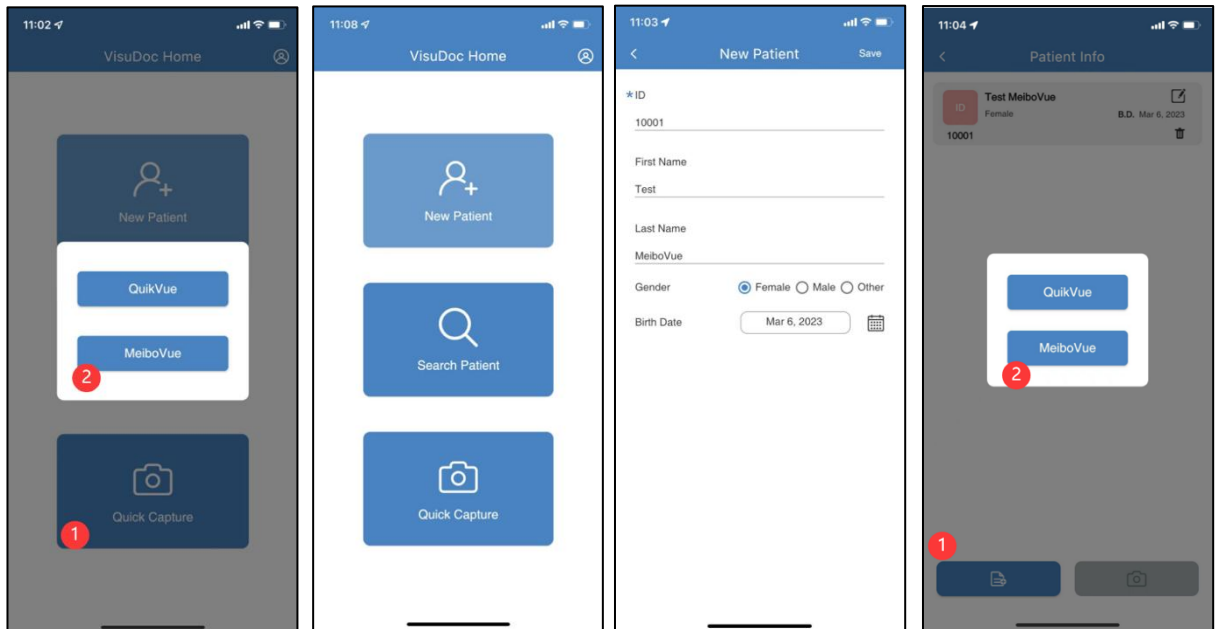 11:02
VisuDoc Home
New Patient
QuikVue
MeiboVue
2
Quick Capture
1
11:08
VisuDoc Home
New Patient
Search Patient
Quick Capture
11:03
New Patient
Save
*ID
10001
First Name
Test
Last Name
MeiboVue
Gender
Female Male Other
Birth Date
Mar 6, 2023
11:04
Patient Info
ID
Test MeiboVue
Female
B.D. Mar 6, 2023
10001
QuikVue
MeiboVue
2
1